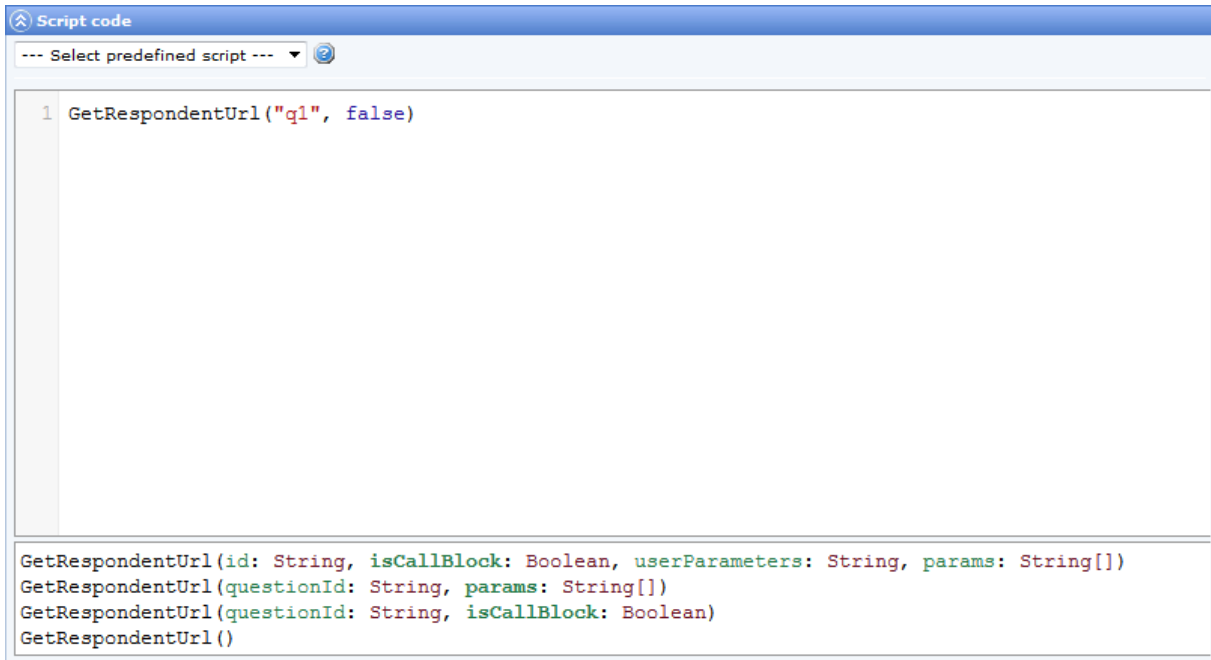 Script code
--- Select predefined script ---
1 GetRespondentUrl("q1", false)
GetRespondentUrl(id: String, isCallBlock: Boolean, userParameters: String, params: String[])
GetRespondentUrl(questionId: String, params: String[])
GetRespondentUrl(questionId: String, isCallBlock: Boolean)
GetRespondentUrl()